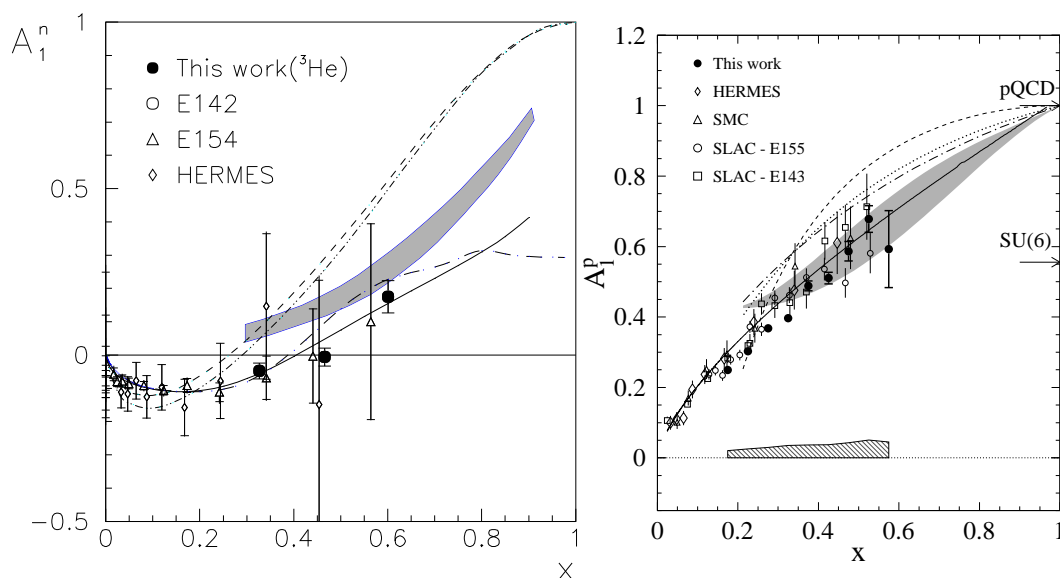 A₁ⁿ
1
0.5
0
−0.5
This work(³He)
E142
E154
HERMES
0 0.2 0.4 0.6 0.8 1
x
A₁ᵖ
1.2
1
0.8
0.6
0.4
0.2
0
This work
HERMES
SMC
SLAC - E155
SLAC - E143
pQCD
SU(6)
0 0.2 0.4 0.6 0.8 1
x